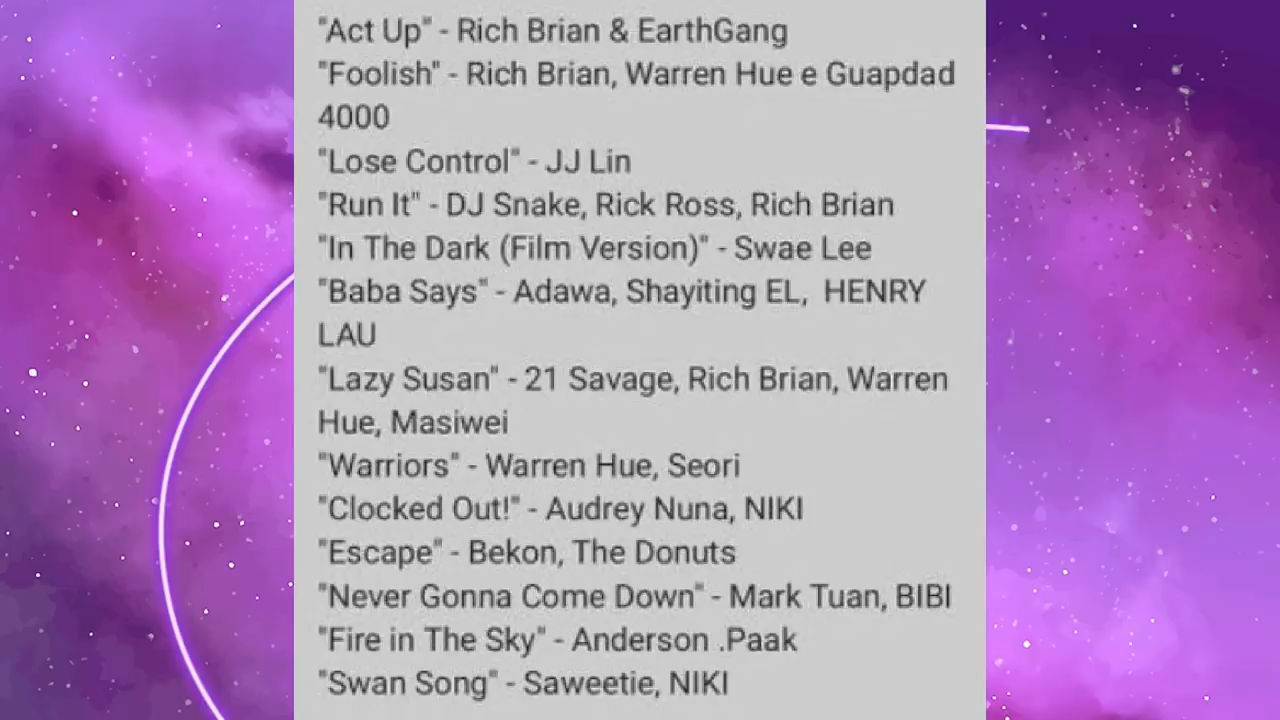 "Act Up" - Rich Brian & EarthGang
"Foolish" - Rich Brian, Warren Hue e Guapdad
4000
"Lose Control" - JJ Lin
"Run It" - DJ Snake, Rick Ross, Rich Brian
"In The Dark (Film Version)" - Swae Lee
"Baba Says" - Adawa, Shayiting EL,  HENRY
LAU
"Lazy Susan" - 21 Savage, Rich Brian, Warren
Hue, Masiwei
"Warriors" - Warren Hue, Seori
"Clocked Out!" - Audrey Nuna, NIKI
"Escape" - Bekon, The Donuts
"Never Gonna Come Down" - Mark Tuan, BIBI
"Fire in The Sky" - Anderson .Paak
"Swan Song" - Saweetie, NIKI